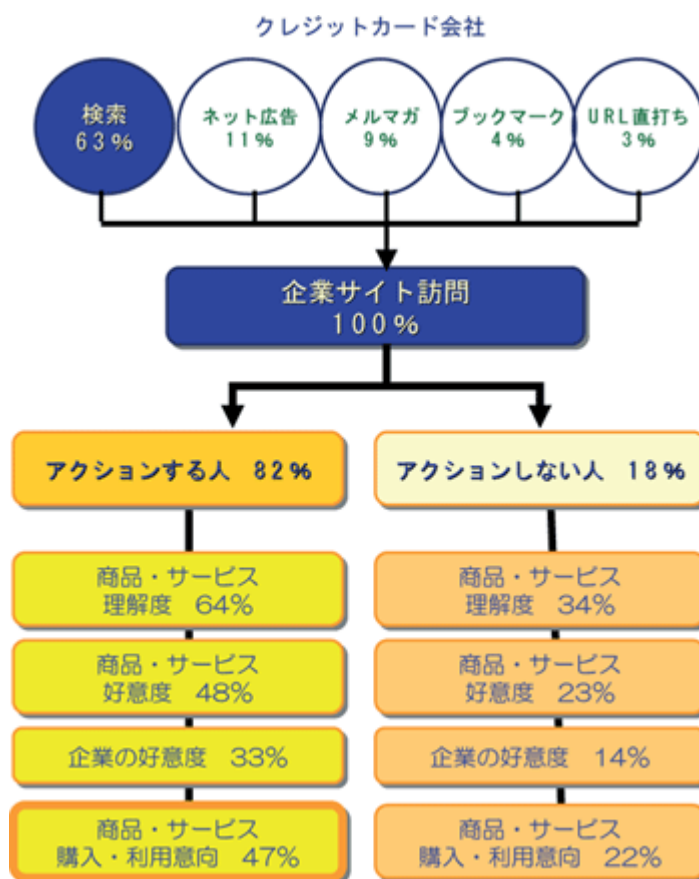 クレジットカード会社
検索
63%
ネット広告
11%
メルマガ
9%
ブックマーク
4%
URL直打ち
3%
企業サイト訪問
100%
アクションする人 82%
アクションしない人 18%
商品・サービス
理解度 64%
商品・サービス
理解度 34%
商品・サービス
好意度 48%
商品・サービス
好意度 23%
企業の好意度 33%
企業の好意度 14%
商品・サービス
購入・利用意向 47%
商品・サービス
購入・利用意向 22%